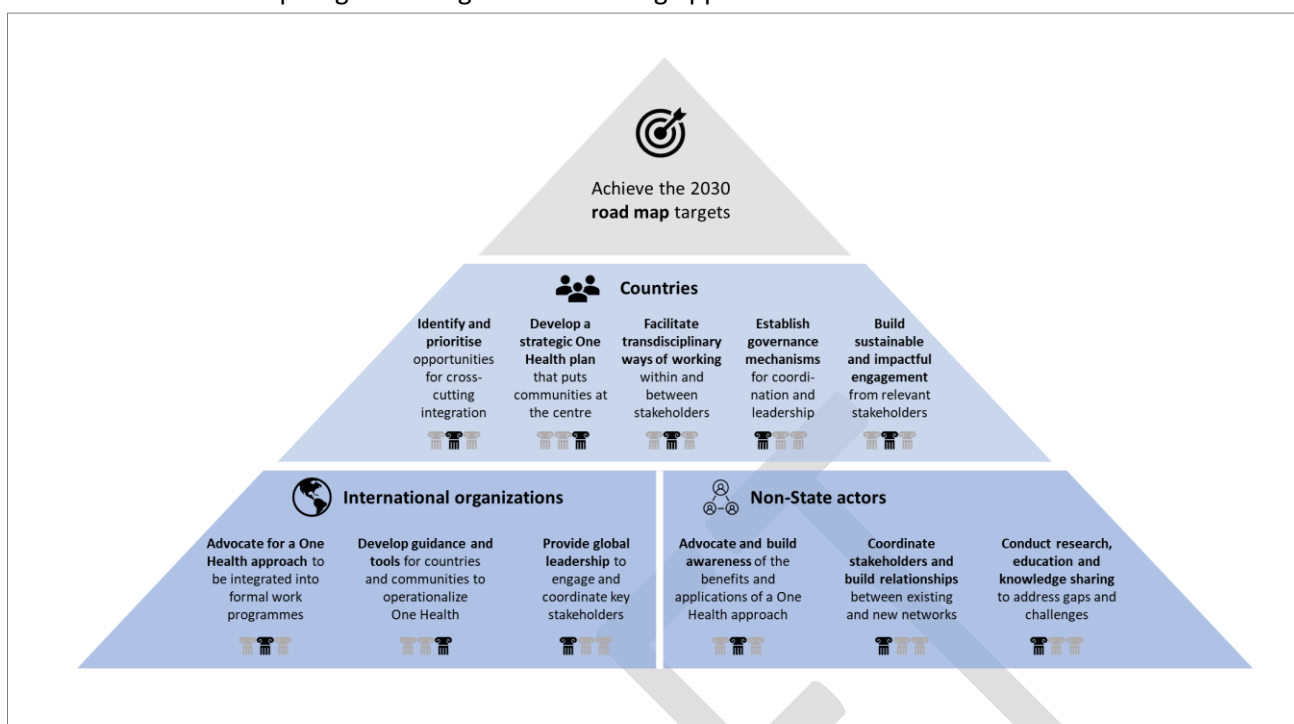 Achieve the 2030
road map targets
Countries
Identify and
prioritise
opportunities
for cross-
cutting
integration
Develop a
strategic One
Health plan
that puts
communities at
the centre
Facilitate
transdisciplinary
ways of working
within and
between
stakeholders
Establish
governance
mechanisms
for coordi-
nation and
leadership
Build
sustainable
and impactful
engagement
from relevant
stakeholders
International organizations
Advocate for a One
Health approach to
be integrated into
formal work
programmes
Develop guidance and
tools for countries
and communities to
operationalize
One Health
Provide global
leadership to
engage and
coordinate key
stakeholders
Non-State actors
Advocate and build
awareness of the
benefits and
applications of a One
Health approach
Coordinate
stakeholders and
build relationships
between existing
and new networks
Conduct research,
education and
knowledge sharing
to address gaps and
challenges